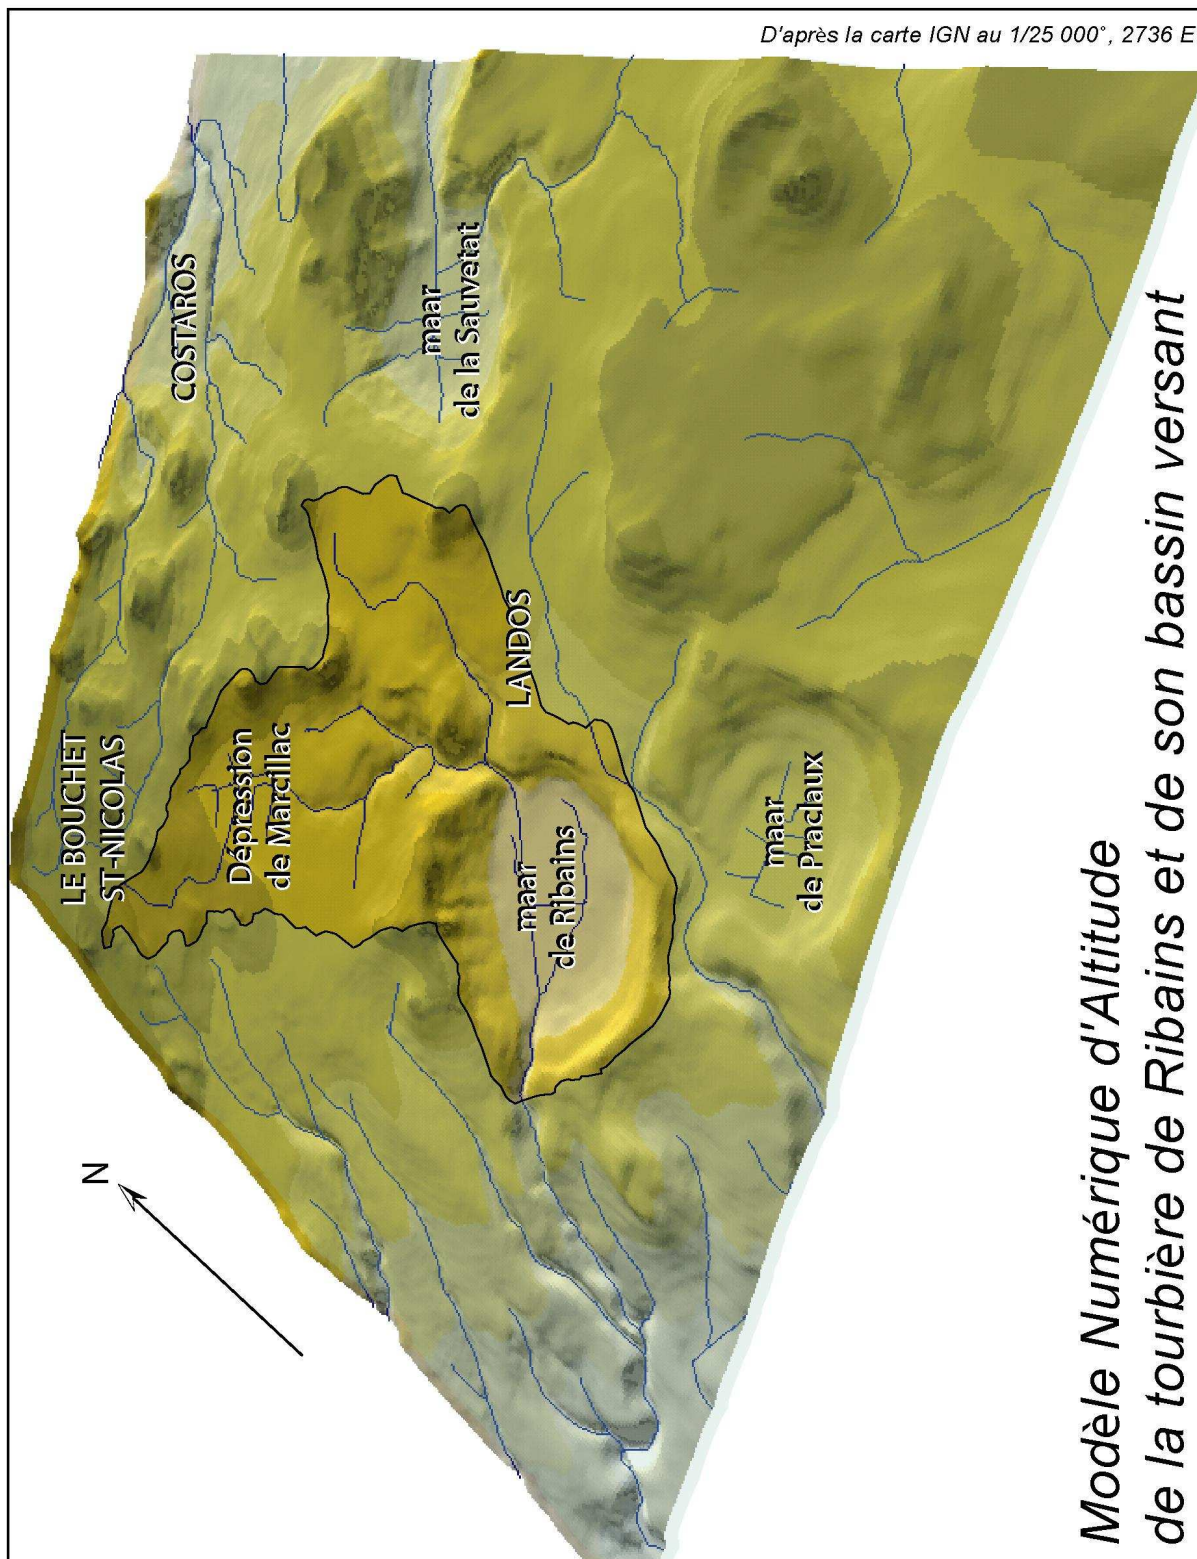 D'après la carte IGN au 1/25 000°, 2736 E
N
LE BOUCHET
ST-NICOLAS
COSTAROS
Dépression
de Marcillac
maar
de la Sauvetat
LANDOS
maar
de Ribains
maar
de Praclaux
Modèle Numérique d'Altitude
de la tourbière de Ribains et de son bassin versant